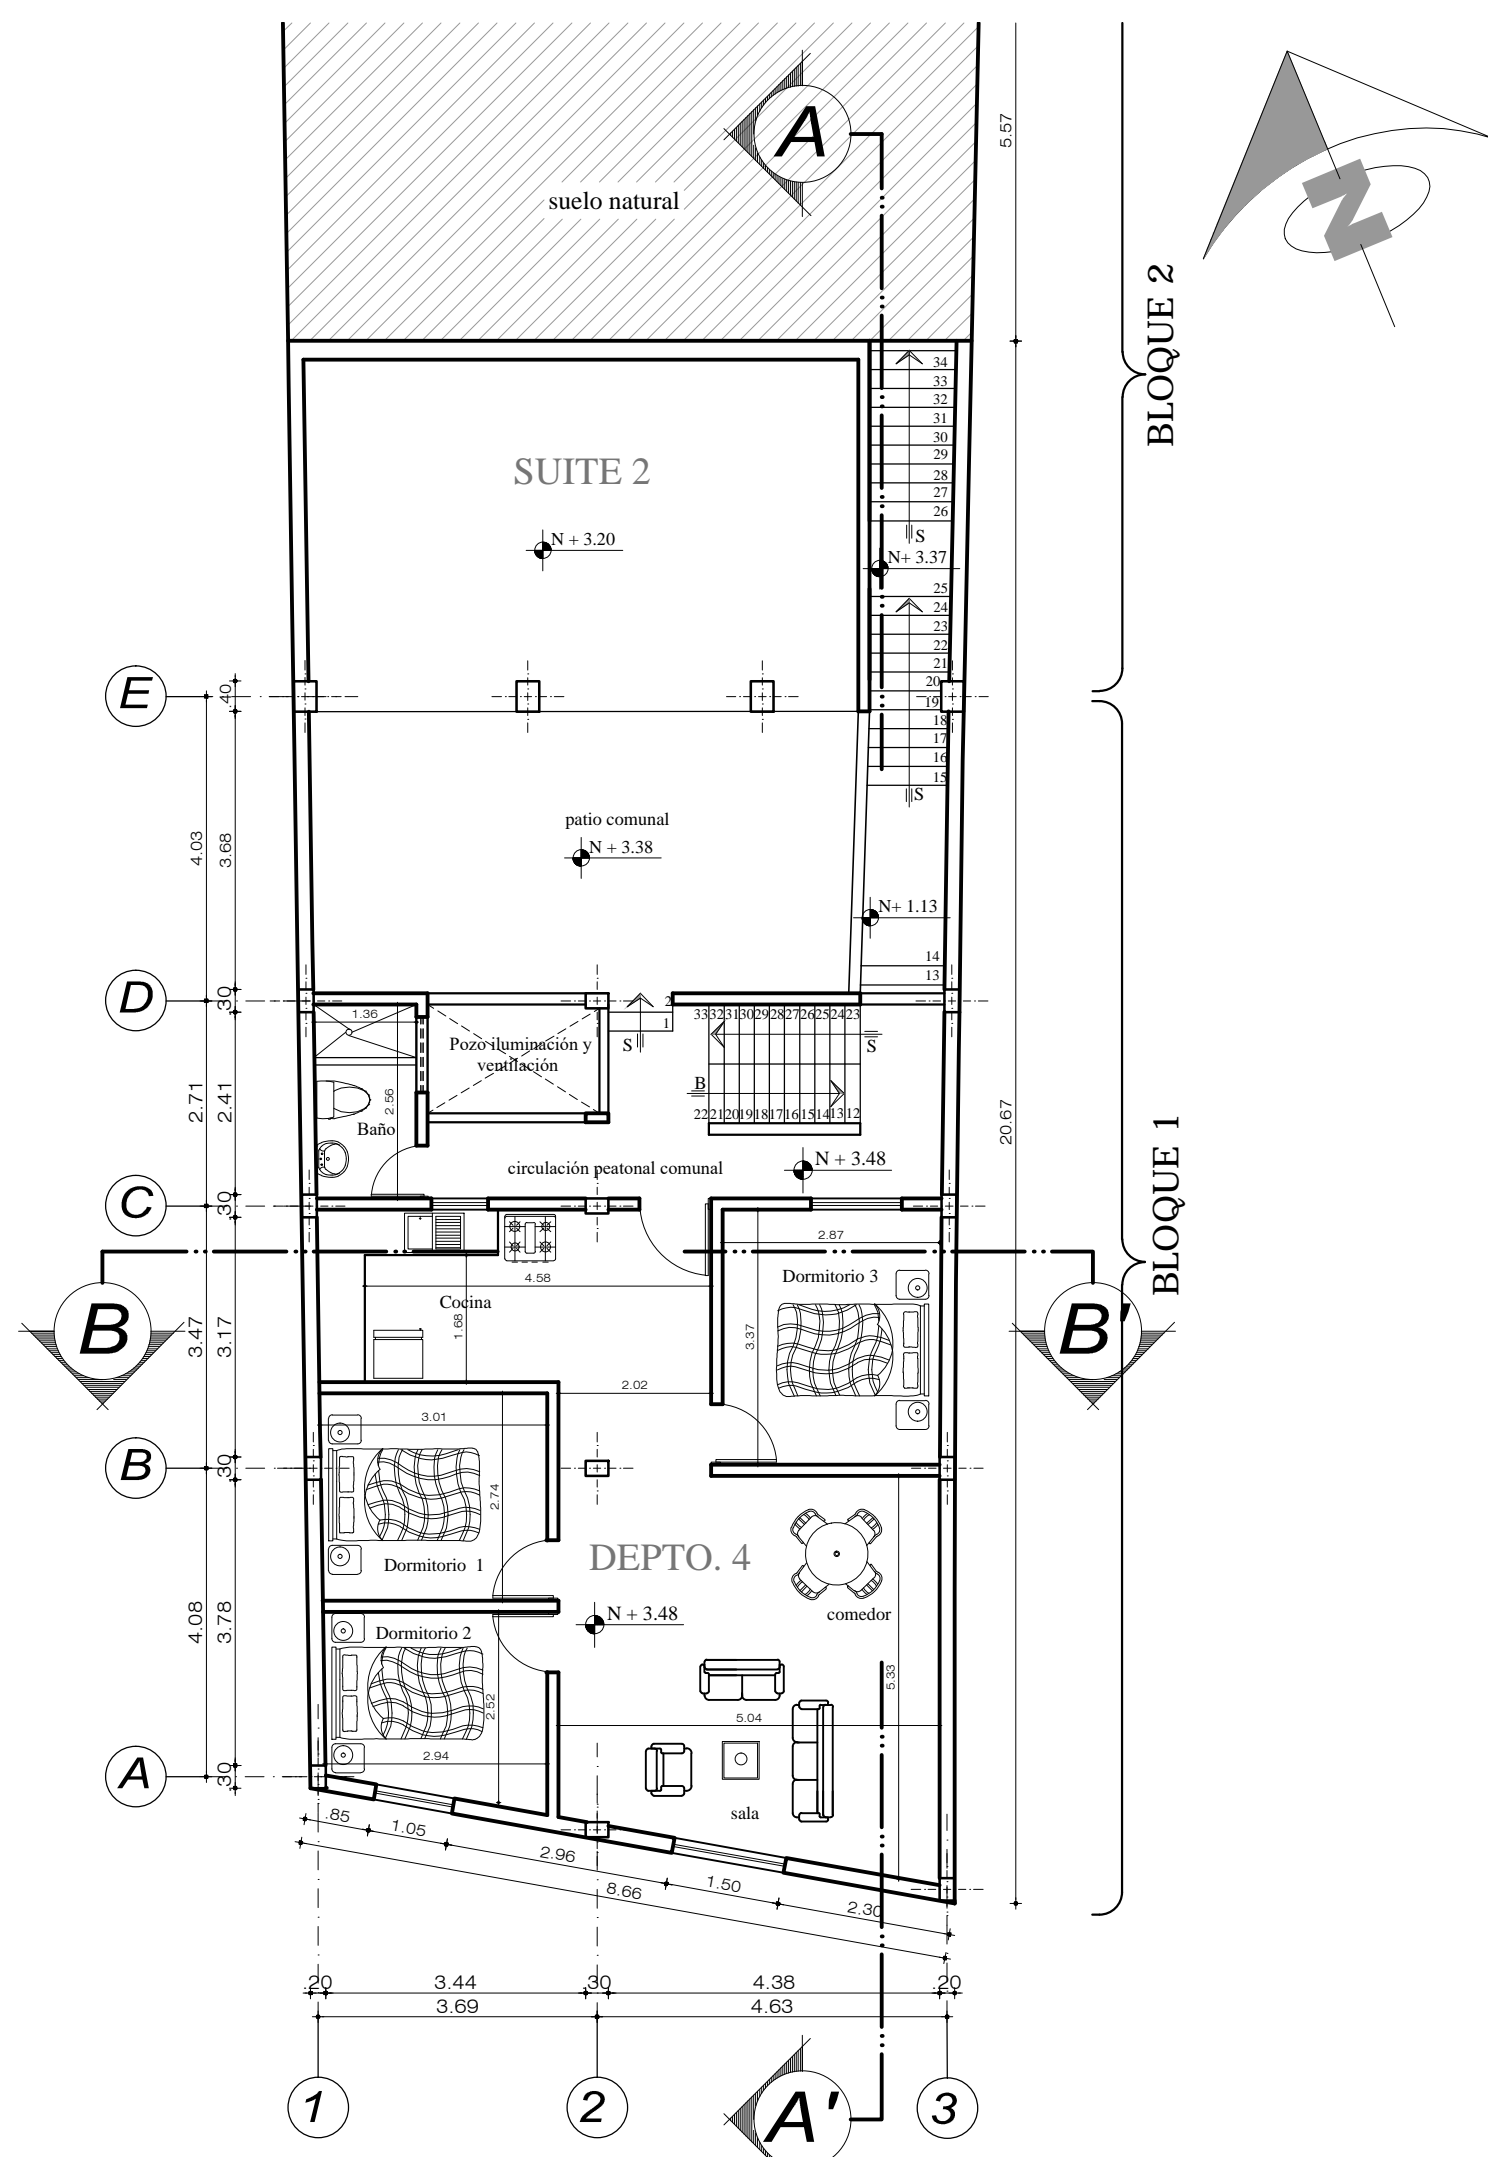 A
5.57
suelo natural
N
BLOQUE 2
34
33
32
31
30
29
28
27
26
S
SUITE 2
N + 3.20
N+ 3.37
25
24
23
22
21
20
19
18
17
16
15
S
E
.40
4.03
3.68
patio comunal
N + 3.38
N+ 1.13
14
13
D
.30
1.36
2
1
S
33 32 31 30 29 28 27 26 25 24 23
S
Pozo iluminación y
ventilación
B
22 21 20 19 18 17 16 15 14 13 12
2.71
2.41
2.56
Baño
20.67
BLOQUE 1
circulación peatonal comunal
N + 3.48
C
.30
2.87
4.58
Dormitorio 3
Cocina
1.68
B
B'
3.47
3.17
3.37
2.02
3.01
B
.30
2.74
Dormitorio 1
DEPTO. 4
comedor
N + 3.48
4.08
3.78
Dormitorio 2
2.52
5.33
5.04
2.94
A
.30
sala
.85
1.05
2.96
8.66
1.50
2.30
.20
3.44
.30
4.38
.20
3.69
4.63
1
2
A'
3